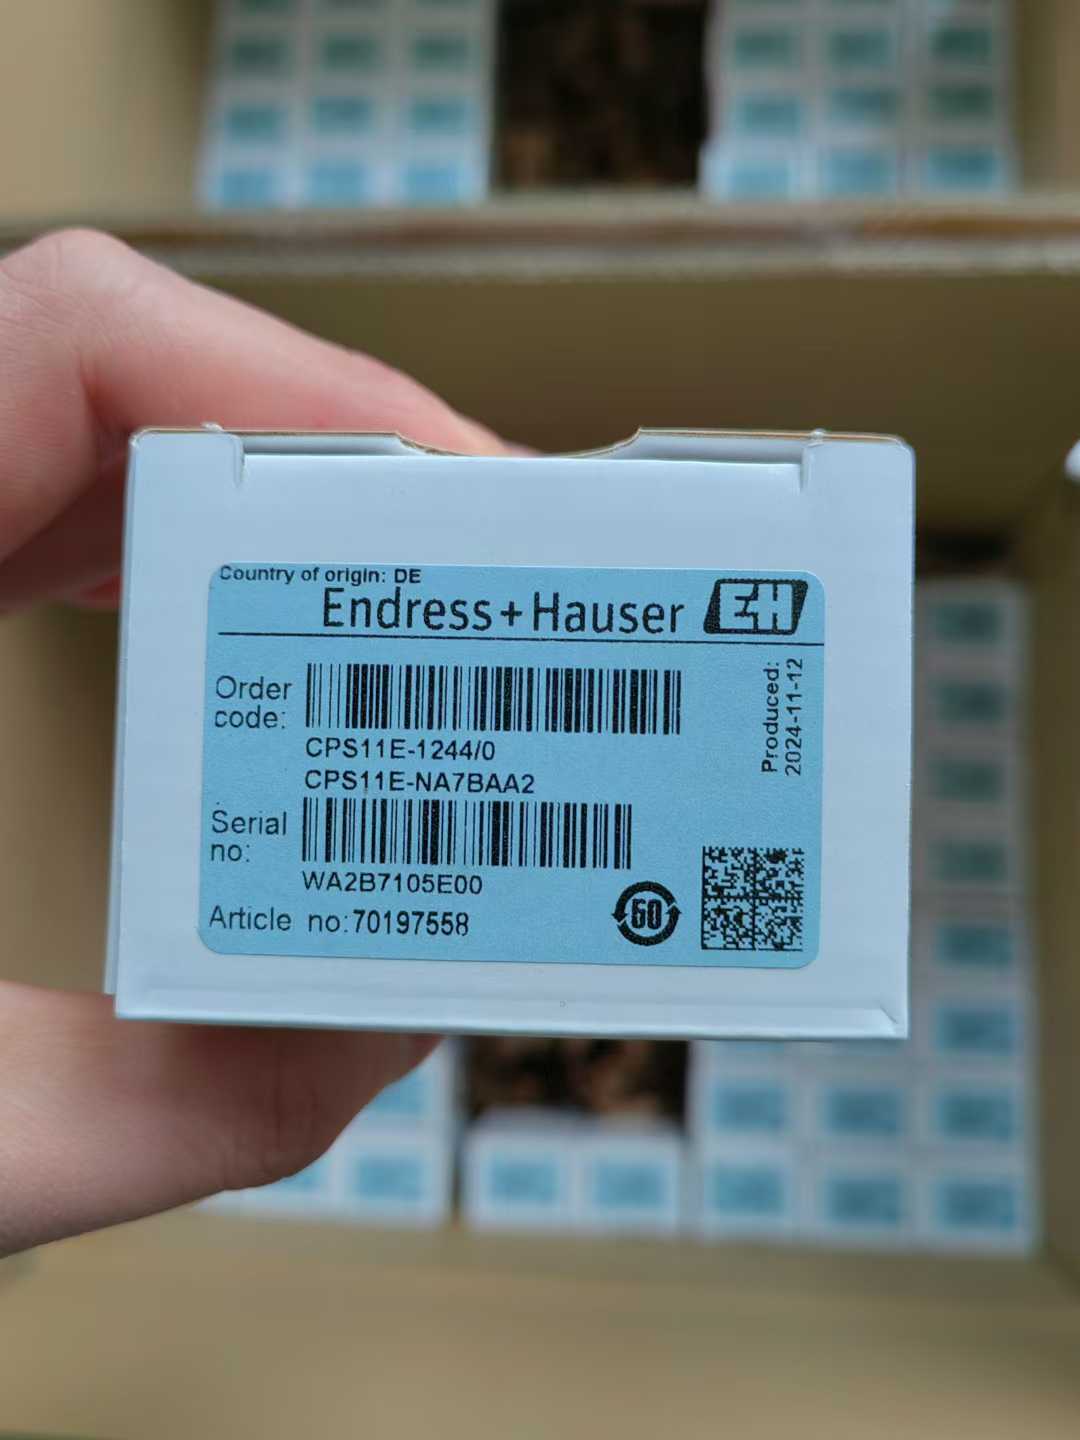 Country of origin: DE
Endress+Hauser EH
Order code:
CPS11E-1244/0
CPS11E-NA7BAA2
Serial no:
WA2B7105E00
Article no:70197558
60
Produced:
2024-11-12